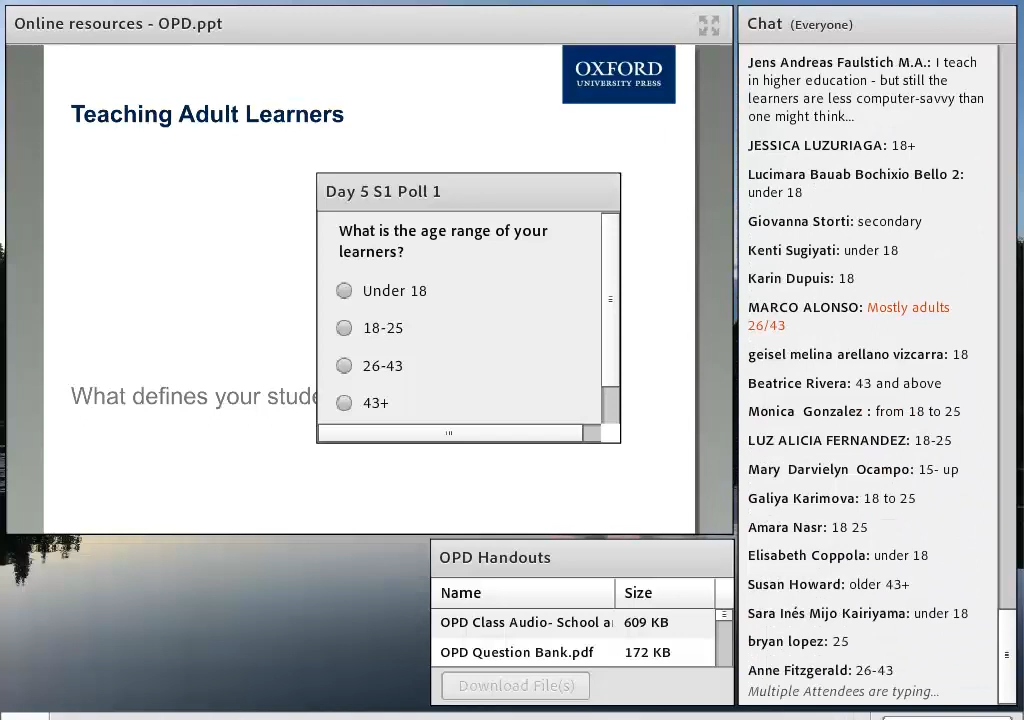 Online resources - OPD.ppt
OXFORD
UNIVERSITY PRESS
Teaching Adult Learners
Day 5 S1 Poll 1
What is the age range of your
learners?
Under 18
18-25
26-43
43+
What defines your stude
OPD Handouts
Name Size
OPD Class Audio- School a 609 KB
OPD Question Bank.pdf 172 KB
Download File(s)
Chat (Everyone)
Jens Andreas Faulstich M.A.: I teach
in higher education - but still the
learners are less computer-savvy than
one might think...
JESSICA LUZURIAGA: 18+
Lucimara Bauab Bochixio Bello 2:
under 18
Giovanna Storti: secondary
Kenti Sugiyati: under 18
Karin Dupuis: 18
MARCO ALONSO: Mostly adults
26/43
geisel melina arellano vizcarra: 18
Beatrice Rivera: 43 and above
Monica Gonzalez : from 18 to 25
LUZ ALICIA FERNANDEZ: 18-25
Mary Darvielyn Ocampo: 15- up
Galiya Karimova: 18 to 25
Amara Nasr: 18 25
Elisabeth Coppola: under 18
Susan Howard: older 43+
Sara Inés Mijo Kairiyama: under 18
bryan lopez: 25
Anne Fitzgerald: 26-43
Multiple Attendees are typing...